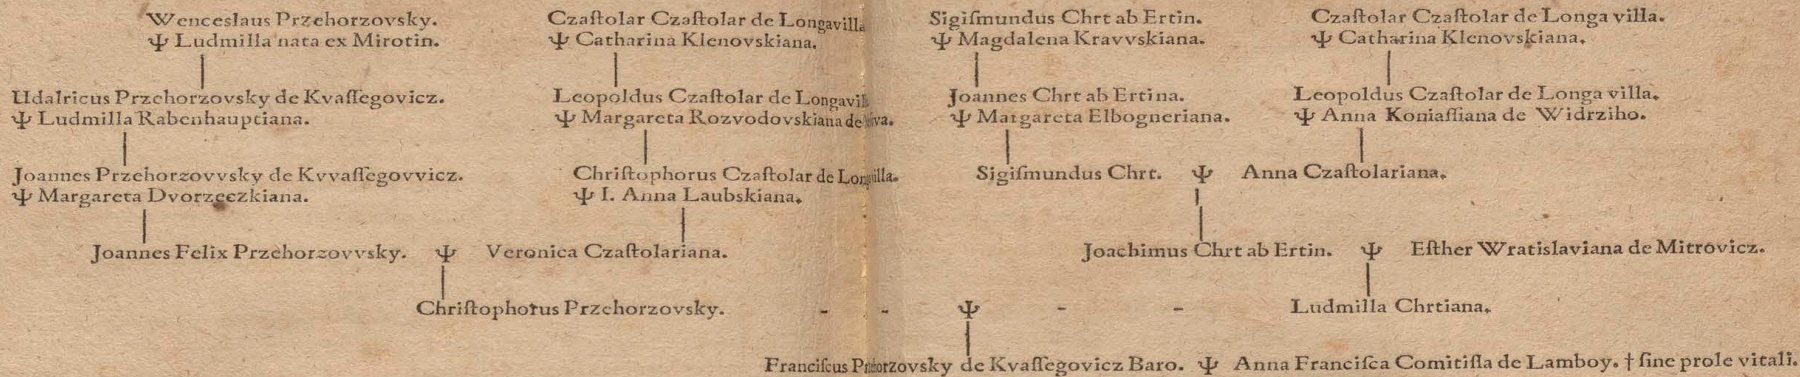 Wenceslaus Przehorzovsky. Czaſtolar Czaſtolar de Longavilla Sigiſmundus Chrt ab Ertin. Czaſtolar Czaſtolar de Longa villa.
Ψ Ludmilla nata ex Mirotin. Ψ Catharina Klenovskiana. Ψ Magdalena Kravvskiana. Ψ Catharina Klenovskiana.
Udalricus Przehorzovsky de Kvaſſegovicz. Leopoldus Czaſtolar de Longavill Joannes Chrt ab Ertina. Leopoldus Czaſtolar de Longa villa.
Ψ Ludmilla Rabenhauptiana. Ψ Margareta Rozvodovskiana de Ψ Margareta Elbogneriana. Ψ Anna Koniaſſiana de Widrziho.
Joannes Przehorzovvsky de Kvvaſſegovvicz. Chriſtophorus Czaſtolar de Sigiſmundus Chrt. Ψ Anna Czaſtolariana.
Ψ Margareta Dvorzeczkiana. Ψ I. Anna Laubskiana.
Joannes Felix Przehorzovvsky. Ψ Veronica Czaſtolariana. Joachimus Chrt ab Ertin. Ψ Eſther Wratislaviana de Mitrovicz.
Chriſtophorus Przehorzovsky. - - Ψ - - Ludmilla Chrtiana.
Franciſcus Przehorzovsky de Kvaſſegovicz Baro. Ψ Anna Franciſca Comitiſſa de Lamboy. † ſine prole vitali.